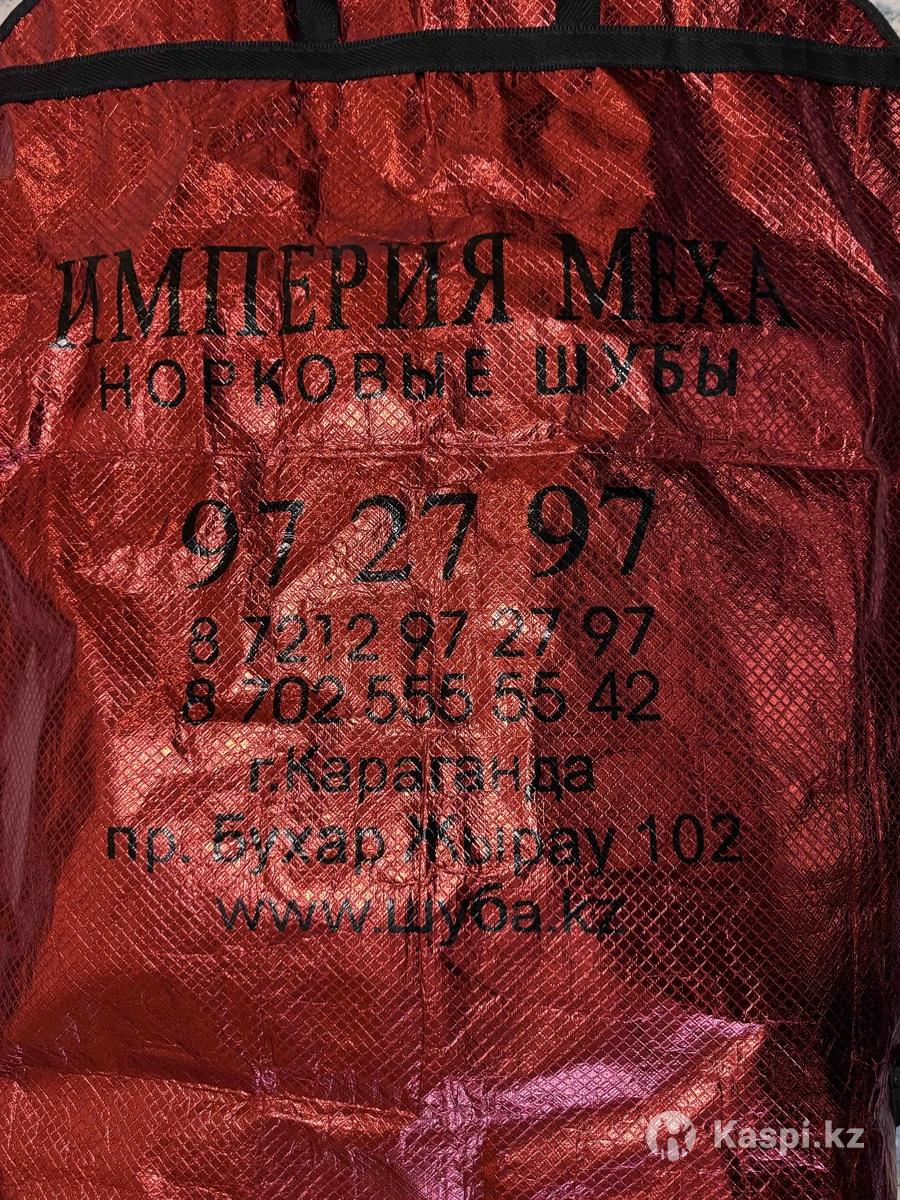 ИМПЕРИЯ МЕХА
НОРКОВЫЕ ШУБЫ
97 27 97
8 7212 97 27 97
8 702 555 55 42
г.Караганда
пр. Бухар Жырау 102
www.шуба.kz
Kaspi.kz